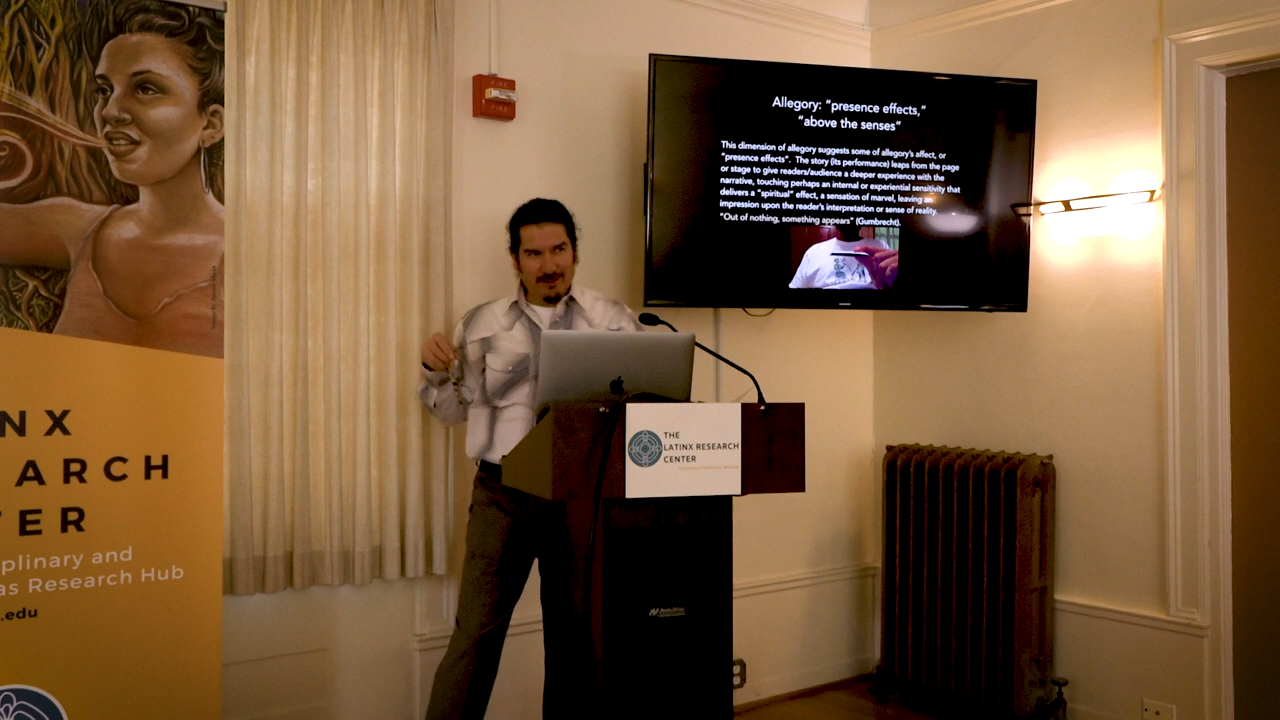 FIRE
Allegory: “presence effects,”
“above the senses”
This dimension of allegory suggests some of allegory's affect, or
“presence effects”. The story (its performance) leaps from the page
or stage to give readers/audience a deeper experience with the
narrative, touching perhaps an internal or experiential sensitivity that
delivers a “spiritual” effect, a sensation of marvel, leaving an
impression upon the reader's interpretation or sense of reality.
“Out of nothing, something appears” (Gumbrecht).
THE
LATINX RESEARCH
CENTER
NX
ARCH
TER
plinary and
as Research Hub
.edu